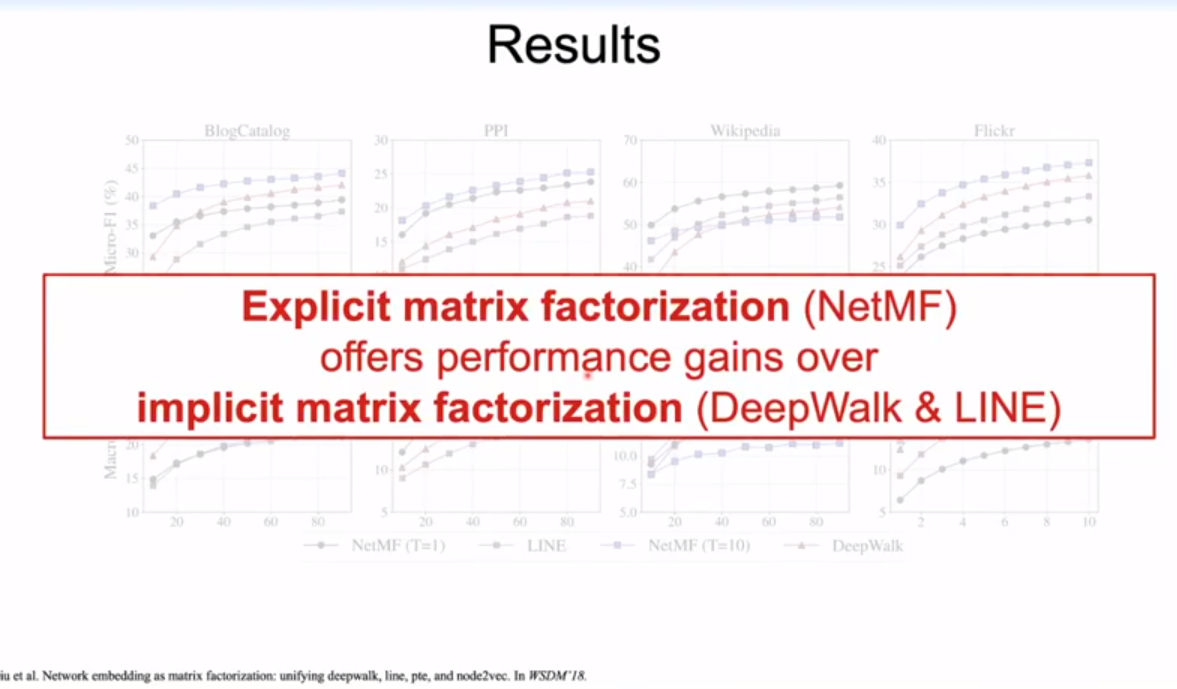 Results
BlogCatalog
PPI
Wikipedia
Flickr
50
45
40
35
30
Micro-F1 (%)
30
25
20
15
70
60
50
40
40
35
30
25
Explicit matrix factorization (NetMF)
offers performance gains over
implicit matrix factorization (DeepWalk & LINE)
20
15
10
10
5
10.0
7.5
5.0
10
5
20 40 60 80
20 40 60 80
20 40 60 80
2 4 6 8 10
NetMF (T=1) LINE NetMF (T=10) DeepWalk
iu et al. Network embedding as matrix factorization: unifying deepwalk, line, pte, and node2vec. In WSDM'18.